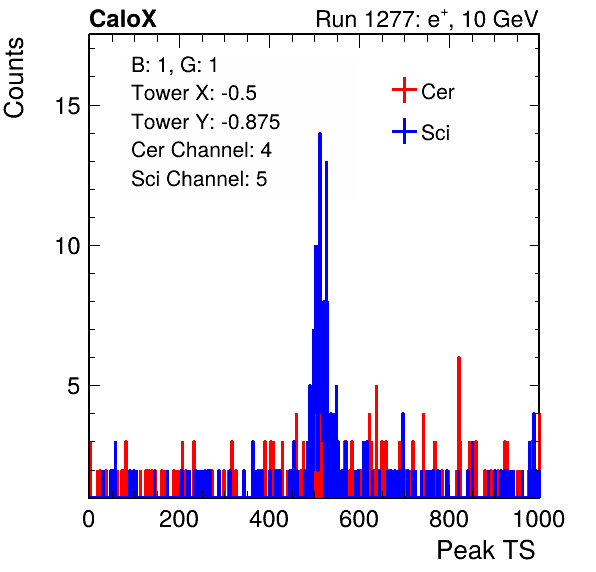 CaloX Run 1277: e+, 10 GeV
Counts
B: 1, G: 1
Tower X: -0.5
Tower Y: -0.875
Cer Channel: 4
Sci Channel: 5
Cer
Sci
15
10
5
0 200 400 600 800 1000
Peak TS